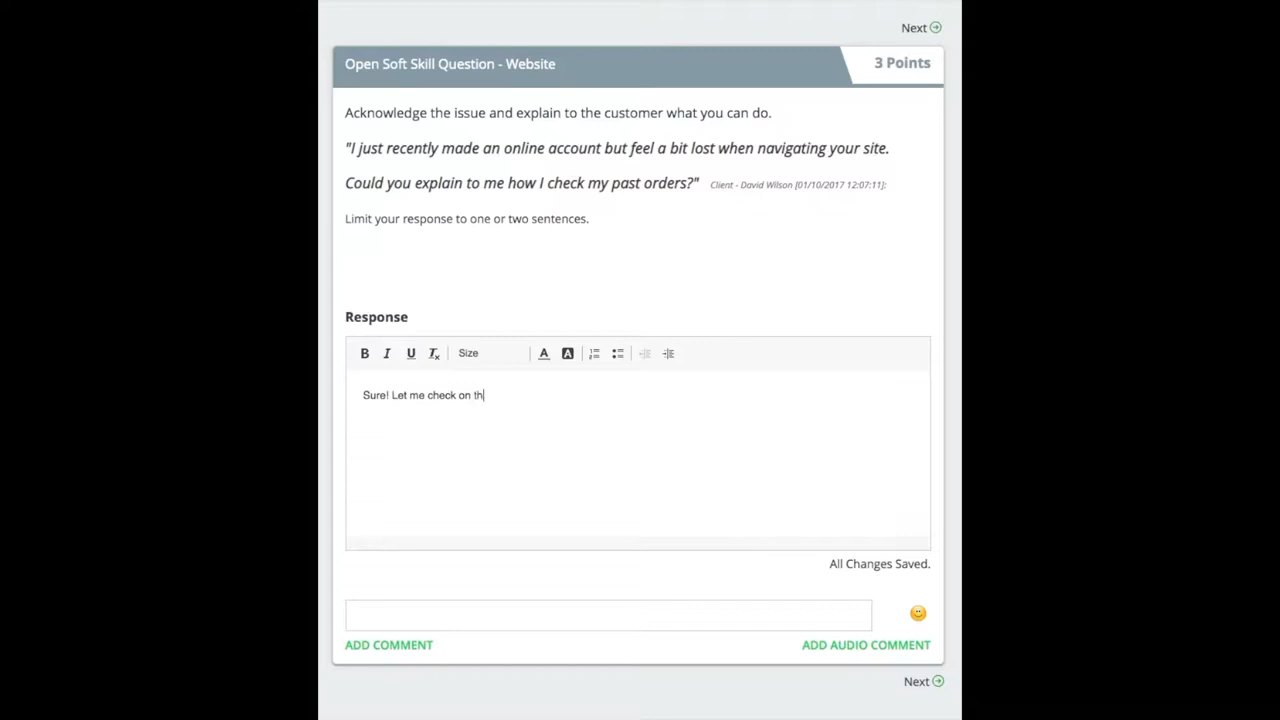 Next
Open Soft Skill Question - Website
3 Points
Acknowledge the issue and explain to the customer what you can do.
"I just recently made an online account but feel a bit lost when navigating your site.
Could you explain to me how I check my past orders?" Client - David Wilson [01/10/2017 12:07:11]:
Limit your response to one or two sentences.
Response
B I U Tx Size A A
Sure! Let me check on th
All Changes Saved.
ADD COMMENT
ADD AUDIO COMMENT
Next